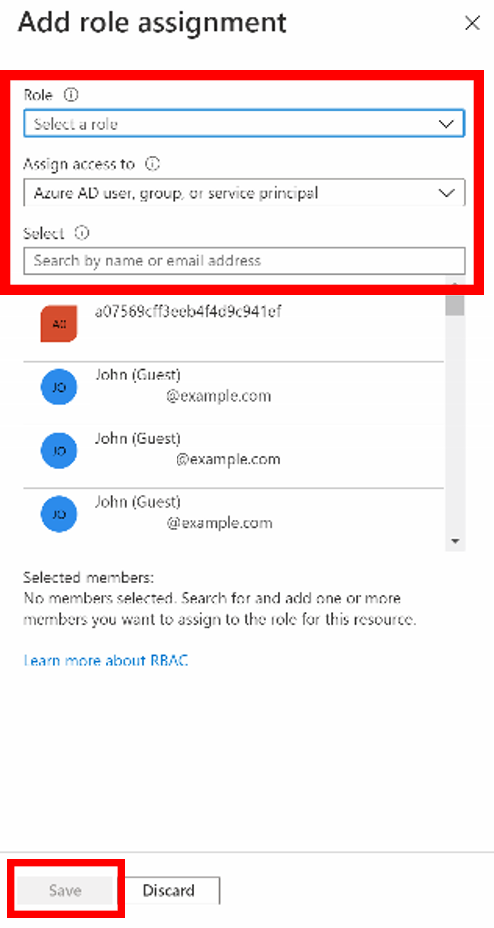 Add role assignment
Role
Select a role
Assign access to
Azure AD user, group, or service principal
Select
Search by name or email address
A0
a07569cff3eeb4f4d9c941ef
JO
John (Guest)
@example.com
JO
John (Guest)
@example.com
JO
John (Guest)
@example.com
Selected members:
No members selected. Search for and add one or more
members you want to assign to the role for this resource.
Learn more about RBAC
Save
Discard